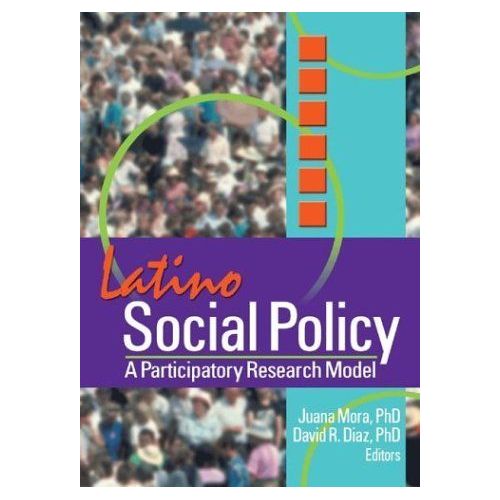 Latino
Social Policy
A Participatory Research Model
Juana Mora, PhD
David R. Diaz, PhD
Editors